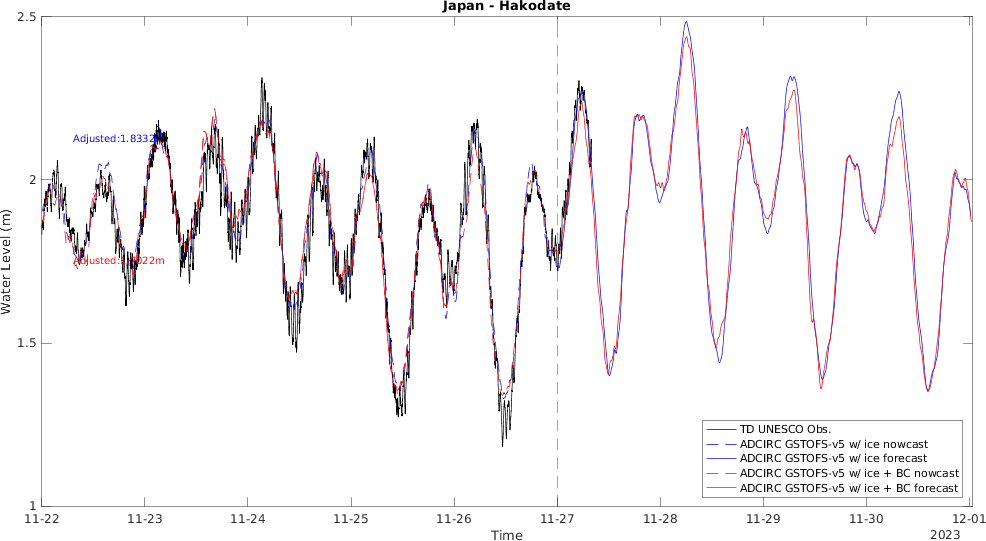 Japan - Hakodate
2.5
2
1.5
1
Water Level (m)
Adjusted:1.8332
11-22
11-23
11-24
11-25
11-26
11-27
11-28
11-29
11-30
12-01
Time
2023
TD UNESCO Obs.
ADCIRC GSTOFS-v5 w/ ice nowcast
ADCIRC GSTOFS-v5 w/ ice forecast
ADCIRC GSTOFS-v5 w/ ice + BC nowcast
ADCIRC GSTOFS-v5 w/ ice + BC forecast